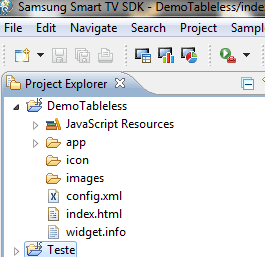 Samsung Smart TV SDK - DemoTableless/inde
File Edit Navigate Search Project Sams
Project Explorer
DemoTableless
JavaScript Resources
app
icon
images
config.xml
index.html
widget.info
Teste